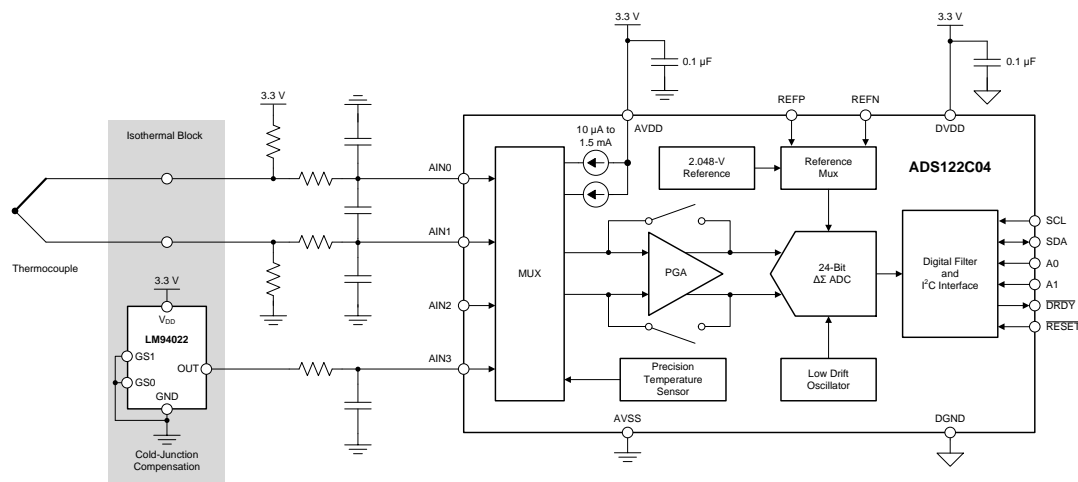 3.3 V
0.1 µF
3.3 V
0.1 µF
3.3 V
Isothermal Block
Thermocouple
3.3 V
VDD
LM94022
GS1
GS0
OUT
GND
Cold-Junction
Compensation
AIN0
AIN1
AIN2
AIN3
AVDD
REFP
REFN
DVDD
10 µA to
1.5 mA
2.048-V
Reference
Reference
Mux
ADS122C04
MUX
PGA
24-Bit
ΔΣ ADC
Digital Filter
and
I²C Interface
SCL
SDA
A0
A1
DRDY
RESET
Precision
Temperature
Sensor
Low Drift
Oscillator
AVSS
DGND